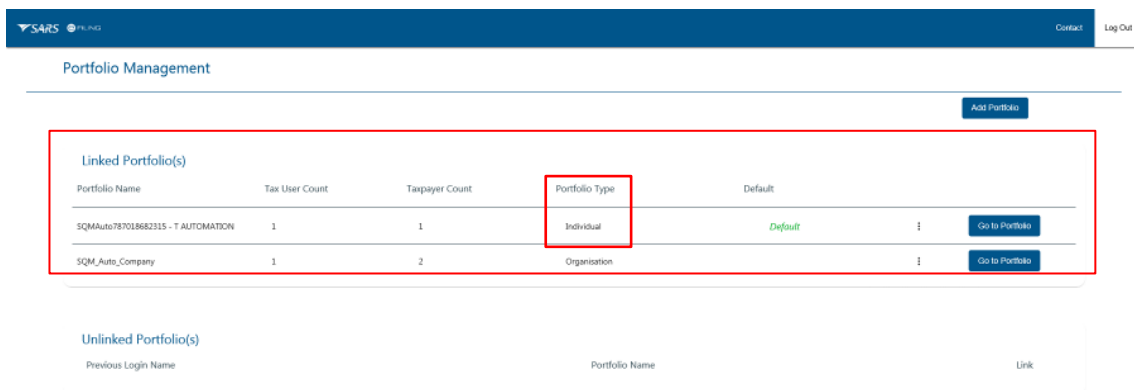 SARS eFILING Contact Log Out
Portfolio Management
Add Portfolio
Linked Portfolio(s)
Portfolio Name Tax User Count Taxpayer Count Portfolio Type Default
SQMAuto787018682315 - T AUTOMATION 1 1 Individual Default Go to Portfolio
SQM_Auto_Company 1 2 Organisation Go to Portfolio
Unlinked Portfolio(s)
Previous Login Name Portfolio Name Link